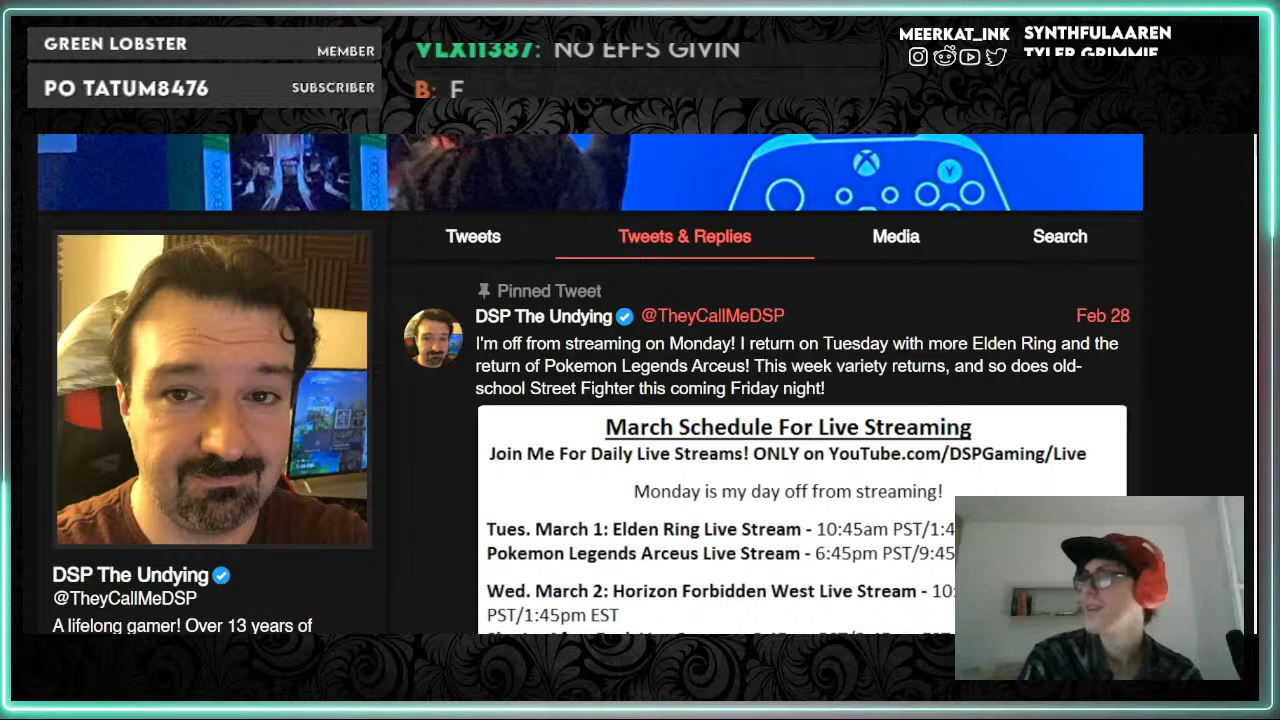 GREEN LOBSTER
MEMBER
PO TATUM8476
SUBSCRIBER
VLX11387: NO EFFS GIVIN
B: F
MEERKAT_INK
SYNTHFULAAREN
TYLER GRIMMIE
Tweets
Tweets & Replies
Media
Search
Pinned Tweet
DSP The Undying @TheyCallMeDSP Feb 28
I'm off from streaming on Monday! I return on Tuesday with more Elden Ring and the
return of Pokemon Legends Arceus! This week variety returns, and so does old-
school Street Fighter this coming Friday night!
March Schedule For Live Streaming
Join Me For Daily Live Streams! ONLY on YouTube.com/DSPGaming/Live
Monday is my day off from streaming!
Tues. March 1: Elden Ring Live Stream - 10:45am PST/1:4
Pokemon Legends Arceus Live Stream - 6:45pm PST/9:45
Wed. March 2: Horizon Forbidden West Live Stream - 10:
PST/1:45pm EST
DSP The Undying
@TheyCallMeDSP
A lifelong gamer! Over 13 years of